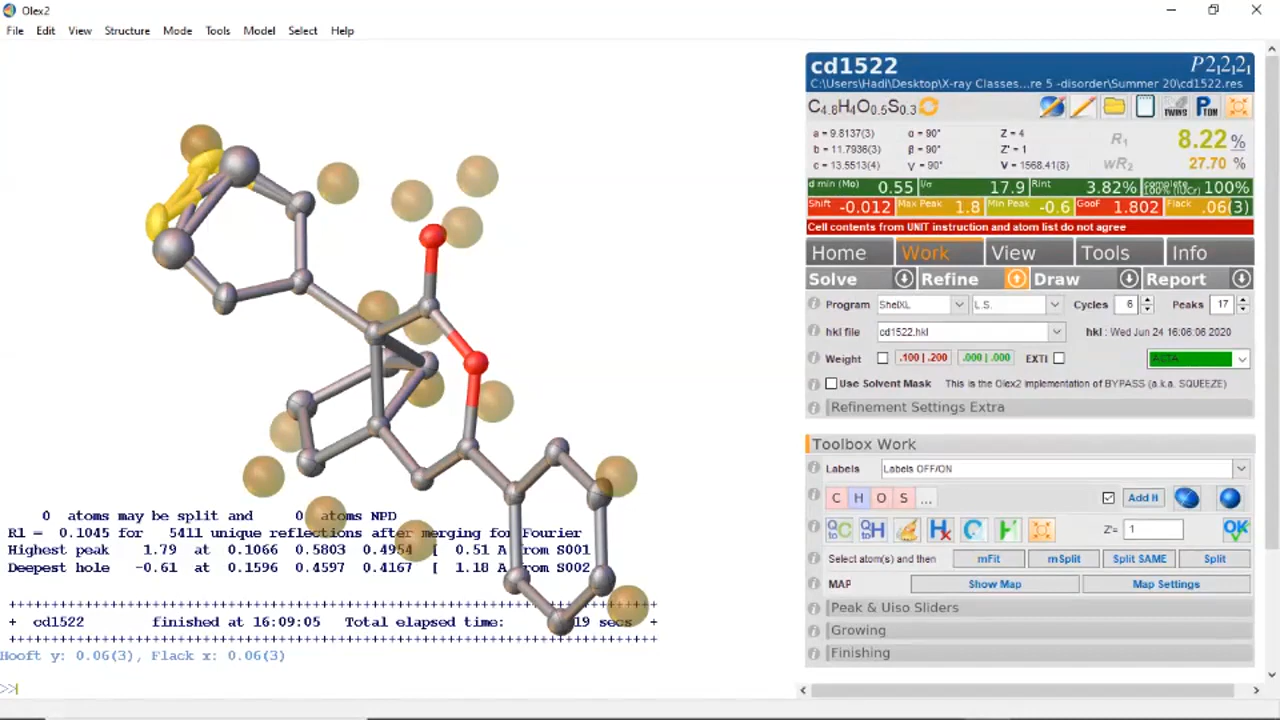 Olex2
File Edit View Structure Mode Tools Model Select Help
cd1522 P212121
C:\Users\Hadi\Desktop\X-ray Classes...re 5 -disorder\Summer 20\cd1522.res
C4.8H4O0.5S0.3 TWINS PTON
a = 9.8137(3) α = 90° Z = 4 R1 8.22 %
b = 11.7936(3) β = 90° Z' = 1
c = 13.5513(4) γ = 90° V = 1568.41(8) wR2 27.70 %
d min (Mo) 0.55 I/σ 17.9 Rint 3.82% 100%
Shift -0.012 Max Peak 1.8 Min Peak -0.6 GooF 1.802 Flack .06(3)
Cell contents from UNIT instruction and atom list do not agree
Home Work View Tools Info
Solve Refine Draw Report
Program ShelXL L.S. Cycles 6 Peaks 17
hkl file cd1522.hkl hkl : Wed Jun 24 16:06:06 2020
Weight .100 | .200 .000 | .000 EXTI ACTA
Use Solvent Mask This is the Olex2 implementation of BYPASS (a.k.a. SQUEEZE)
Refinement Settings Extra
Toolbox Work
Labels Labels OFF/ON
C H O S ... Add H
to C to H Z'= 1 OK
Select atom(s) and then mFit mSplit Split SAME Split
MAP Show Map Map Settings
Peak & Uiso Sliders
Growing
Finishing
0 atoms may be split and 0 atoms NPD
R1 = 0.1045 for 5411 unique reflections after merging for Fourier
Highest peak 1.79 at 0.1066 0.5803 0.4954 [ 0.51 A from S001
Deepest hole -0.61 at 0.1596 0.4597 0.4167 [ 1.18 A from S002
+++++++++++++++++++++++++++++++++++++++++++++++++++++++++++++++++
+ cd1522 finished at 16:09:05 Total elapsed time: 19 secs +
+++++++++++++++++++++++++++++++++++++++++++++++++++++++++++++++++
Hooft y: 0.06(3), Flack x: 0.06(3)
>>